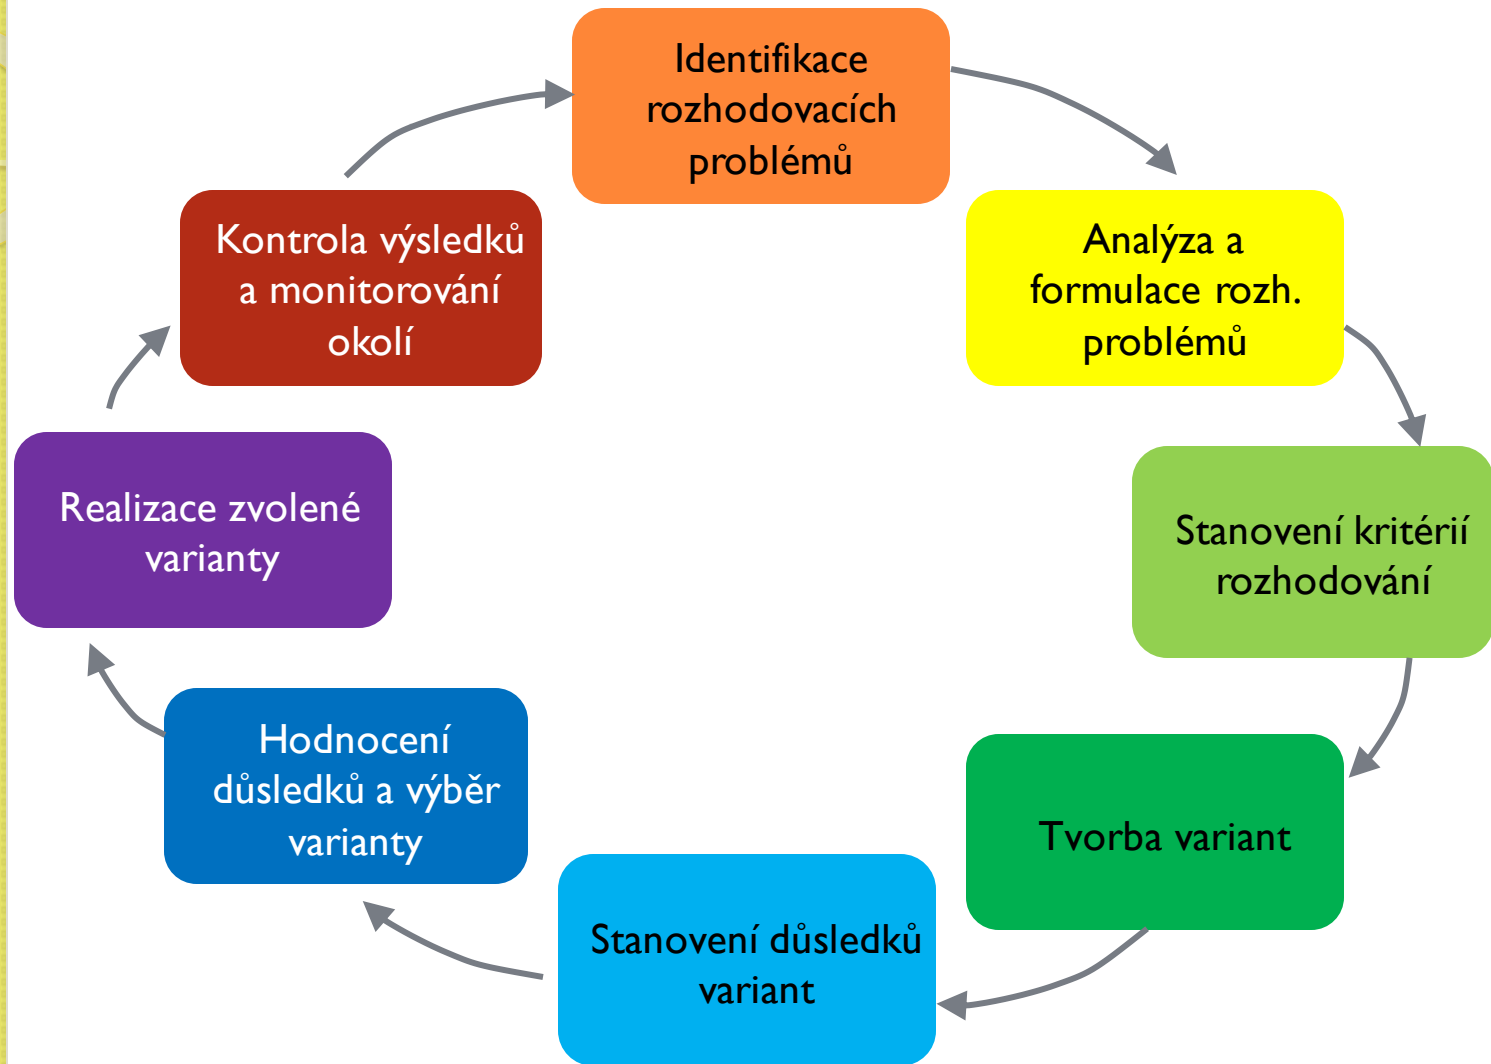 Identifikace
rozhodovacích
problémů
Analýza a
formulace rozh.
problémů
Stanovení kritérií
rozhodování
Tvorba variant
Stanovení důsledků
variant
Hodnocení
důsledků a výběr
varianty
Realizace zvolené
varianty
Kontrola výsledků
a monitorování
okolí